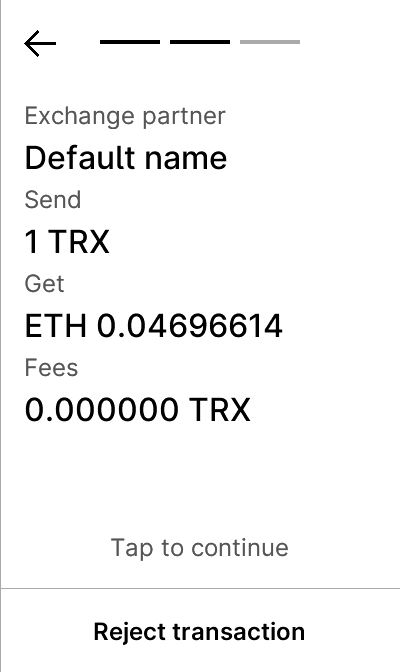 Exchange partner
Default name
Send
1 TRX
Get
ETH 0.04696614
Fees
0.000000 TRX
Tap to continue
Reject transaction